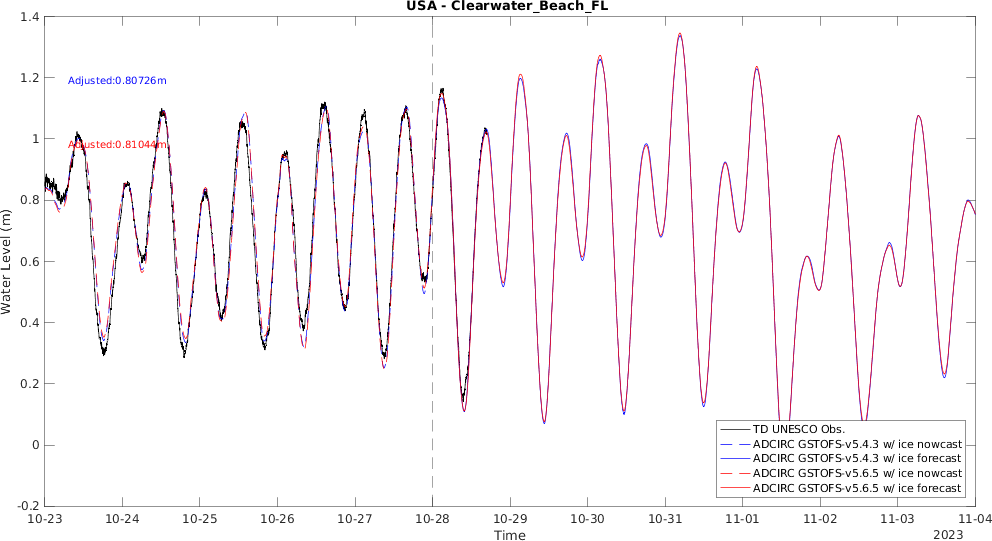 USA - Clearwater_Beach_FL
1.4
1.2
1
0.8
0.6
0.4
0.2
0
-0.2
Water Level (m)
Adjusted:0.80726m
Adjusted:0.81044m
TD UNESCO Obs.
ADCIRC GSTOFS-v5.4.3 w/ ice nowcast
ADCIRC GSTOFS-v5.4.3 w/ ice forecast
ADCIRC GSTOFS-v5.6.5 w/ ice nowcast
ADCIRC GSTOFS-v5.6.5 w/ ice forecast
10-23 10-24 10-25 10-26 10-27 10-28 10-29 10-30 10-31 11-01 11-02 11-03 11-04
Time
2023